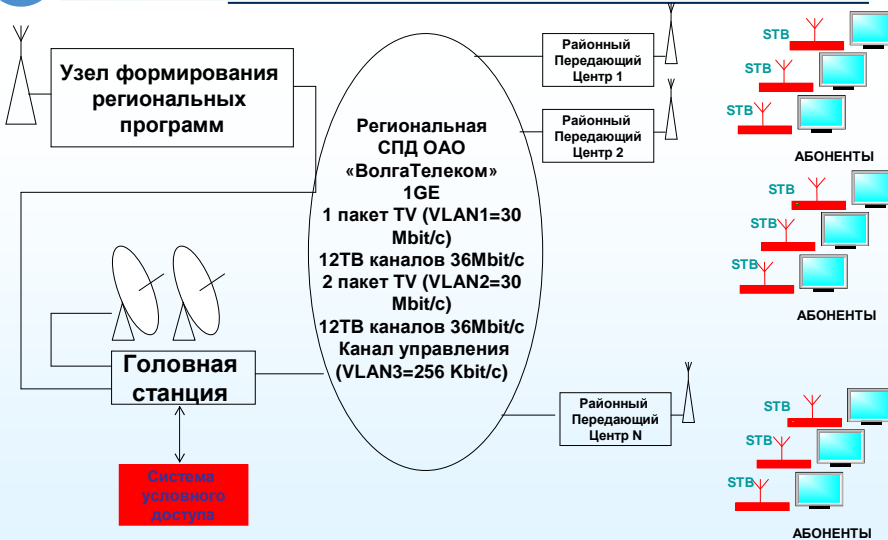 Узел формирования
региональных
программ
Региональная
СПД ОАО
«ВолгаТелеком»
1GE
1 пакет TV (VLAN1=30
Mbit/c)
12ТВ каналов 36Mbit/c
2 пакет TV (VLAN2=30
Mbit/c)
12ТВ каналов 36Mbit/c
Канал управления
(VLAN3=256 Kbit/c)
Головная
станция
Система
условного
доступа
Районный
Передающий
Центр 1
Районный
Передающий
Центр 2
Районный
Передающий
Центр N
STB
STB
STB
АБОНЕНТЫ
STB
STB
STB
АБОНЕНТЫ
STB
STB
STB
АБОНЕНТЫ